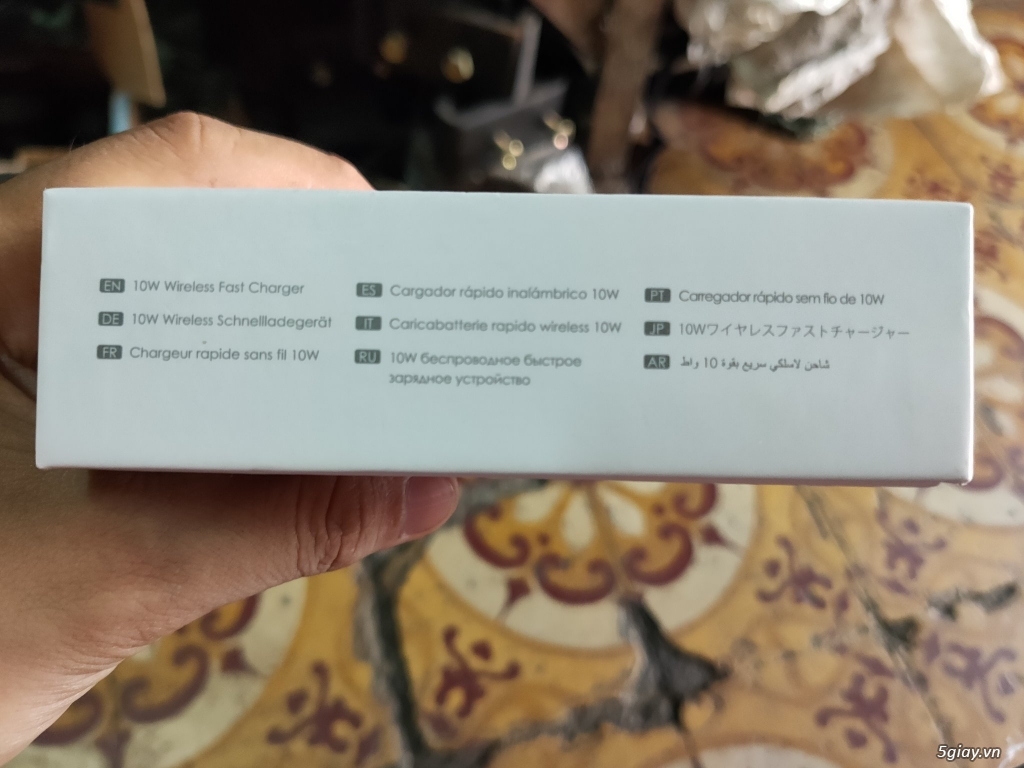 EN 10W Wireless Fast Charger
DE 10W Wireless Schnellladegerät
FR Chargeur rapide sans fil 10W
ES Cargador rápido inalámbrico 10W
IT Caricabatterie rapido wireless 10W
RU 10W беспроводное быстрое
зарядное устройство
PT Carregador rápido sem fio de 10W
JP 10Wワイヤレスファストチャージャー
AR شاحن لاسلكي سريع بقوة 10 واط
5giay.vn